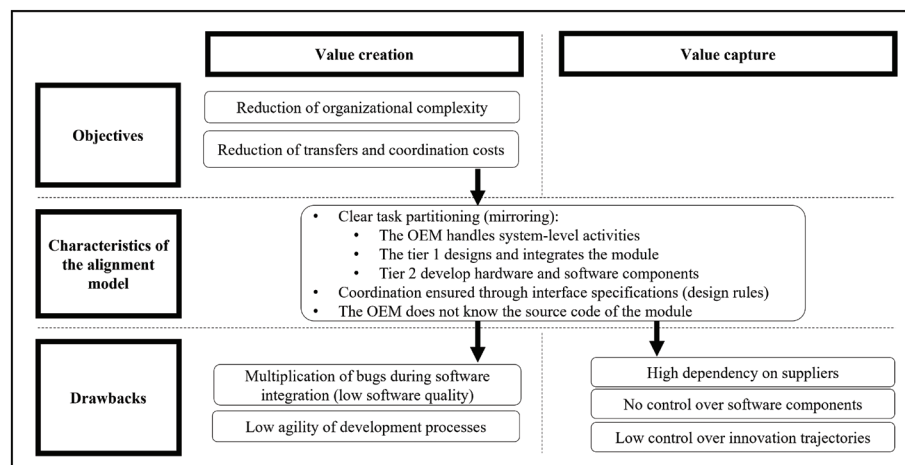 Value creation
Value capture
Objectives
Reduction of organizational complexity
Reduction of transfers and coordination costs
Characteristics of
the alignment
model
• Clear task partitioning (mirroring):
• The OEM handles system-level activities
• The tier 1 designs and integrates the module
• Tier 2 develop hardware and software components
• Coordination ensured through interface specifications (design rules)
• The OEM does not know the source code of the module
Drawbacks
Multiplication of bugs during software
integration (low software quality)
Low agility of development processes
High dependency on suppliers
No control over software components
Low control over innovation trajectories